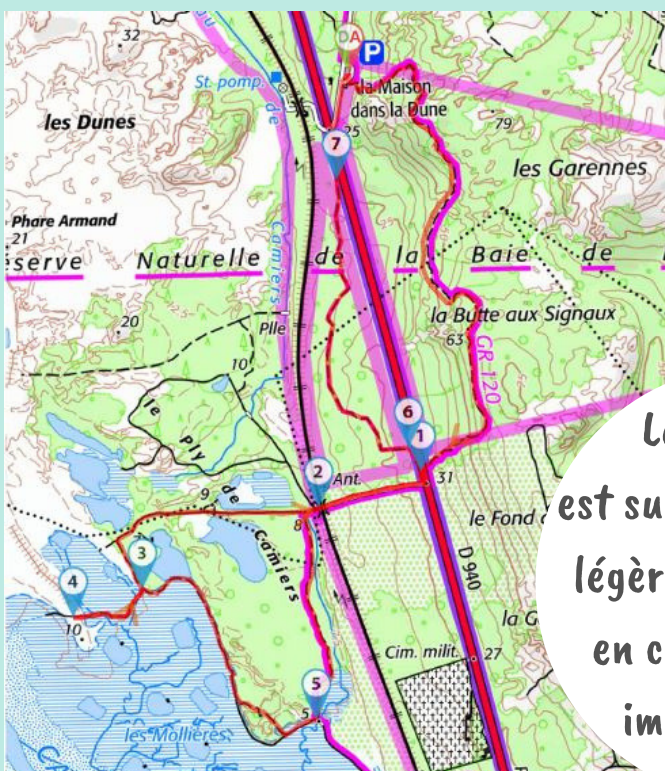 DA
P
32
St. pomp.
de
la Maison
dans la Dune
les Dunes
25
7
79
les Garennes
Phare Armand
21
serve Naturelle de la Baie de
Camiers
20
Plle
la Butte aux Signaux
63
GR 120
10
6
1
le Ply de Camiers
2
Ant.
31
9
8
le Fond
est su
légèr
en c
im
3
4
10
D 940
la G
Cim. milit.
27
5
5
les Mollières